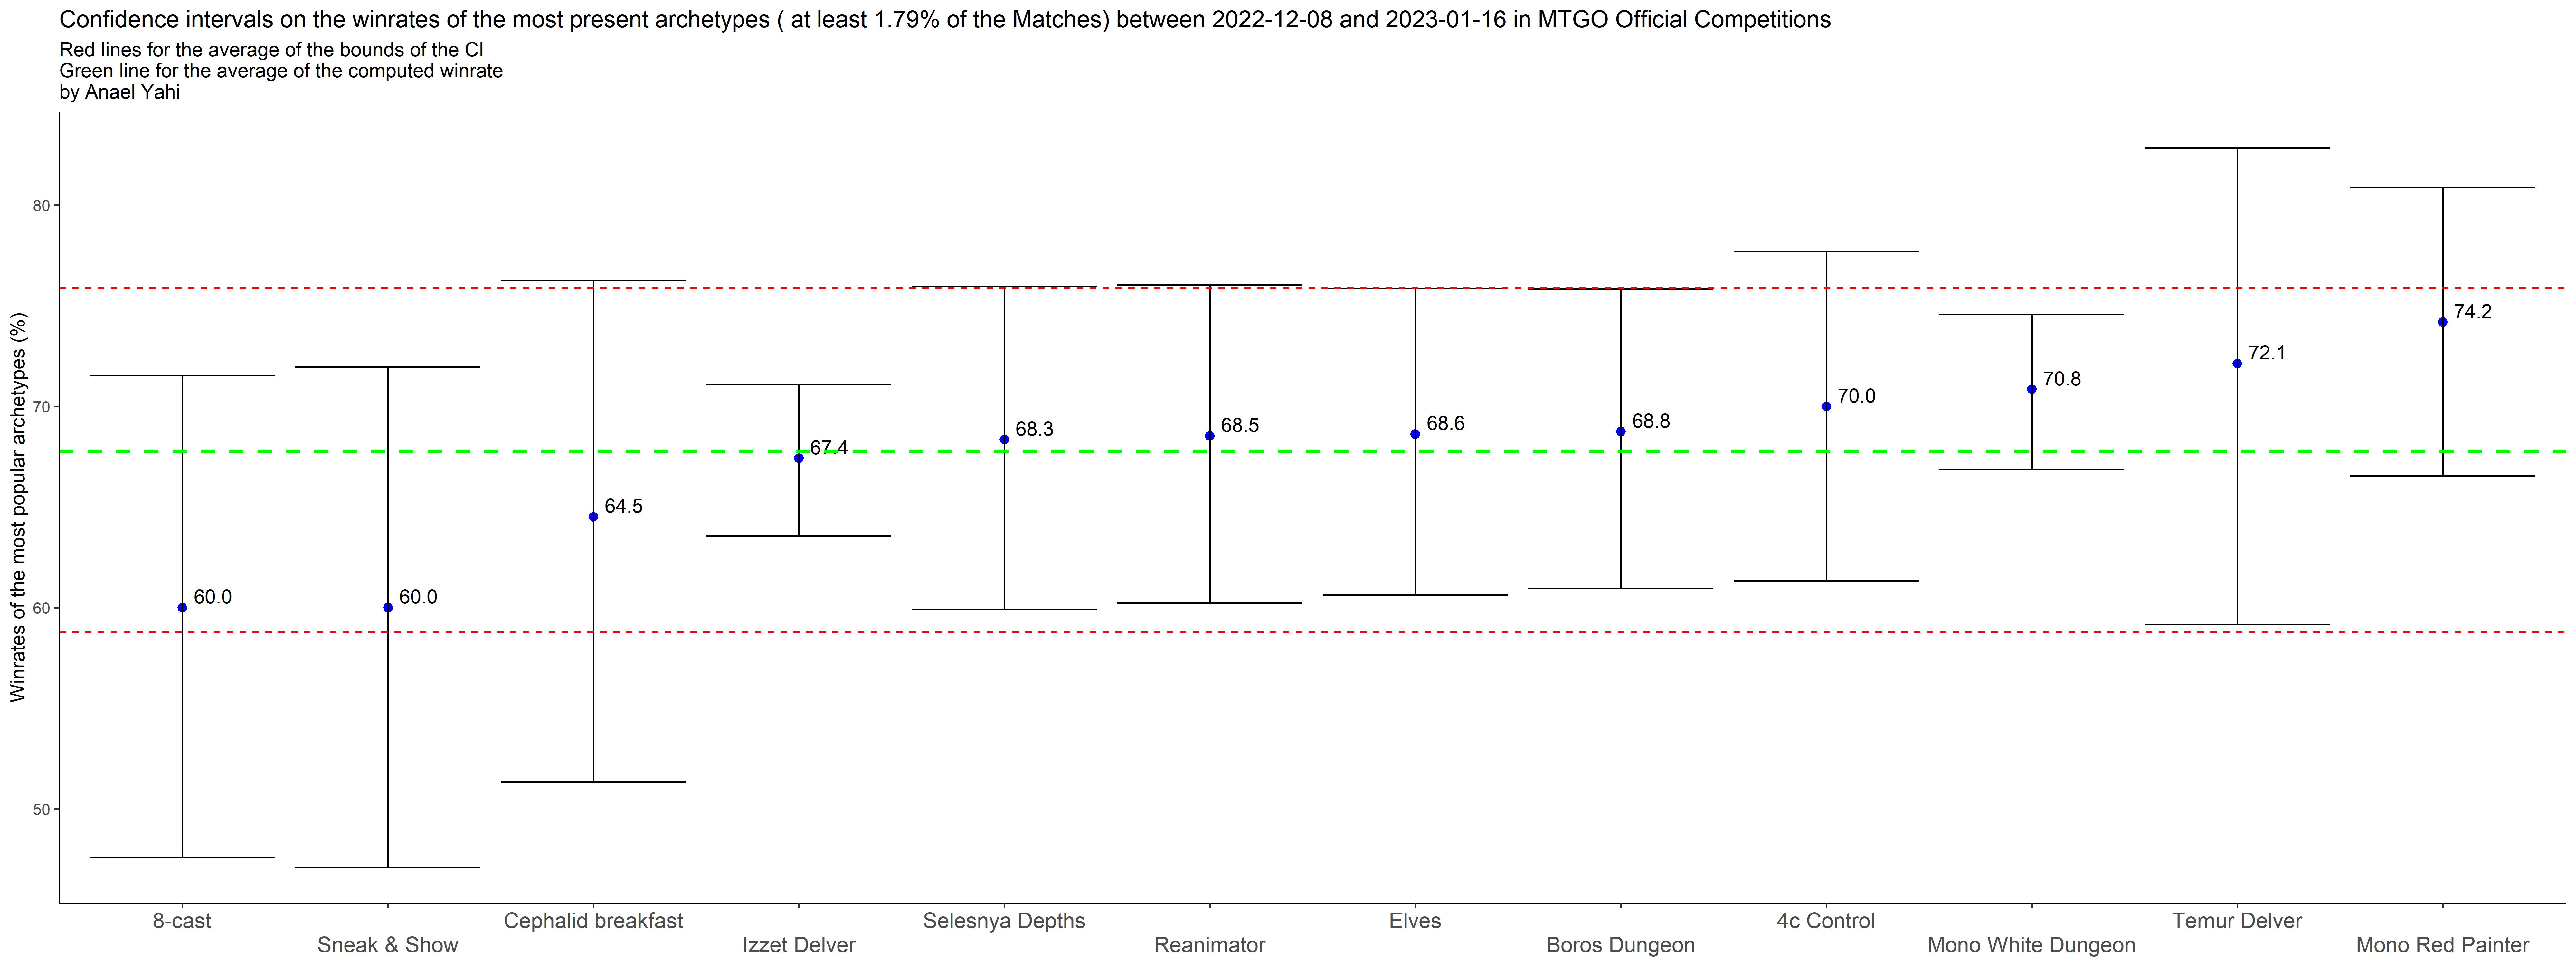 Confidence intervals on the winrates of the most present archetypes ( at least 1.79% of the Matches) between 2022-12-08 and 2023-01-16 in MTGO Official Competitions
Red lines for the average of the bounds of the CI
Green line for the average of the computed winrate
by Anael Yahi
Winrates of the most popular archetypes (%)
80
70
60
50
60.0
60.0
64.5
67.4
68.3
68.5
68.6
68.8
70.0
70.8
72.1
74.2
8-cast
Sneak & Show
Cephalid breakfast
Izzet Delver
Selesnya Depths
Reanimator
Elves
Boros Dungeon
4c Control
Mono White Dungeon
Temur Delver
Mono Red Painter